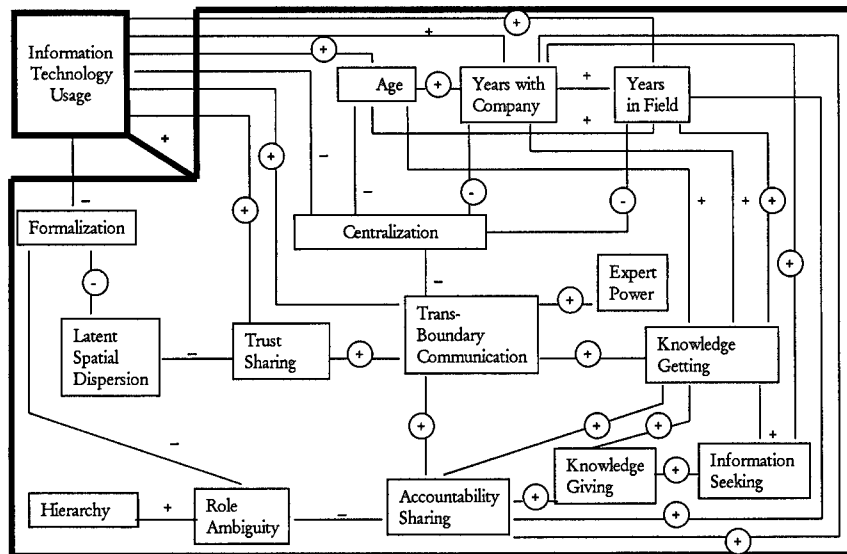 Information
Technology
Usage
+
+
+
Age
+
Years with
Company
+
Years
in Field
+
+
-
+
-
-
-
+
+
+
-
+
Formalization
Centralization
-
-
+
Expert
Power
Trans-
Boundary
Communication
+
Latent
Spatial
Dispersion
-
Trust
Sharing
+
+
Knowledge
Getting
+
+
+
+
-
Knowledge
Giving
+
Information
Seeking
Hierarchy
+
Role
Ambiguity
-
Accountability
Sharing
+
+
+